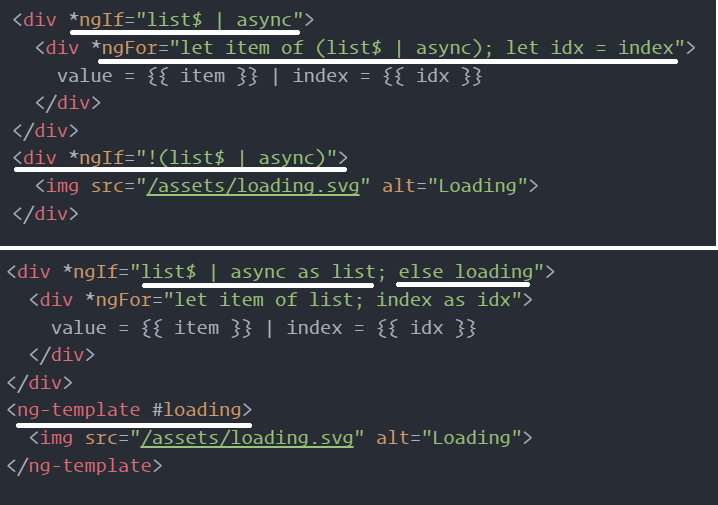 <div *ngIf="list$ | async">
<div *ngFor="let item of (list$ | async); let idx = index">
value = {{ item }} | index = {{ idx }}
</div>
</div>
<div *ngIf="!(list$ | async)">
<img src="/assets/loading.svg" alt="Loading">
</div>
<div *ngIf="list$ | async as list; else loading">
<div *ngFor="let item of list; index as idx">
value = {{ item }} | index = {{ idx }}
</div>
</div>
<ng-template #loading>
<img src="/assets/loading.svg" alt="Loading">
</ng-template>